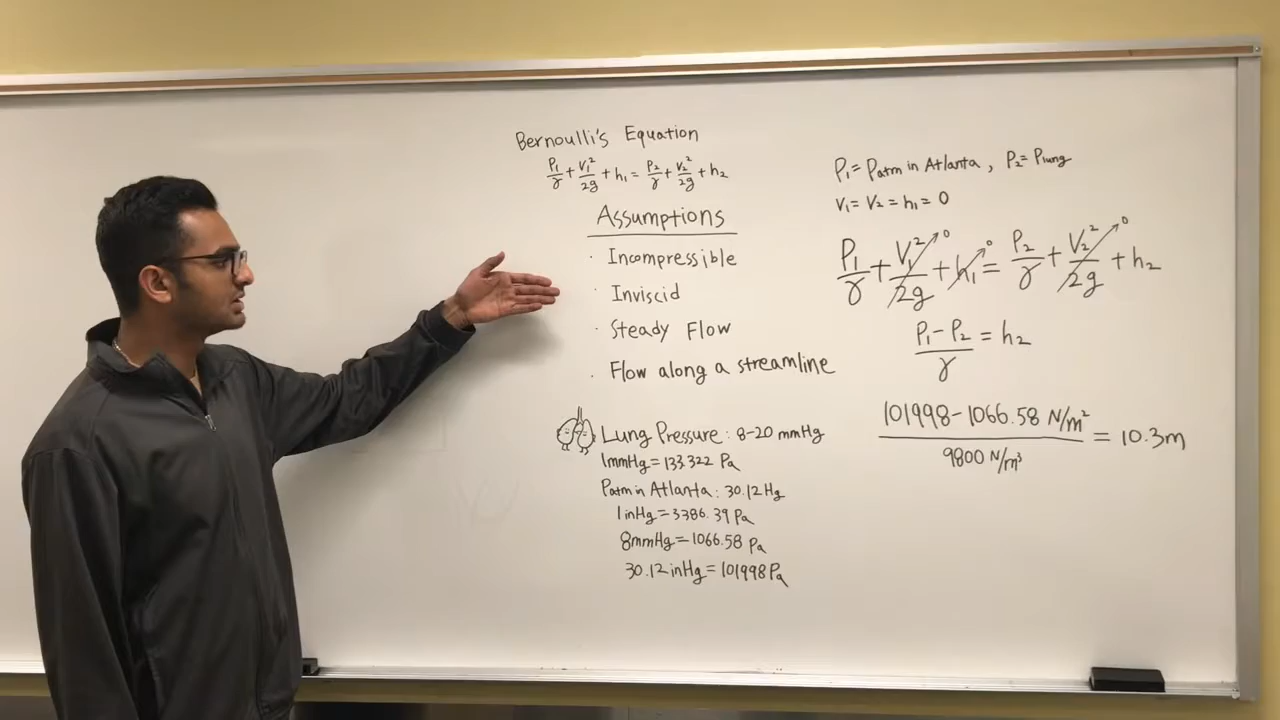 Bernoulli's Equation
P₁/γ + V₁²/2g + h₁ = P₂/γ + V₂²/2g + h₂
Assumptions
· Incompressible
· Inviscid
· Steady Flow
· Flow along a streamline
Lung Pressure: 8-20 mmHg
1mmHg = 133.322 Pa
Patm in Atlanta: 30.12 Hg
1 inHg = 3386.39 Pa
8mmHg = 1066.58 Pa
30.12 inHg = 101998 Pa
P₁ = Patm in Atlanta, P₂ = Plung
V₁ = V₂ = h₁ = 0
P₁/γ + V₁²/2g → 0 + h₁ → 0 = P₂/γ + V₂²/2g → 0 + h₂
P₁ - P₂/γ = h₂
101998 - 1066.58 N/m²/9800 N/m³ = 10.3m